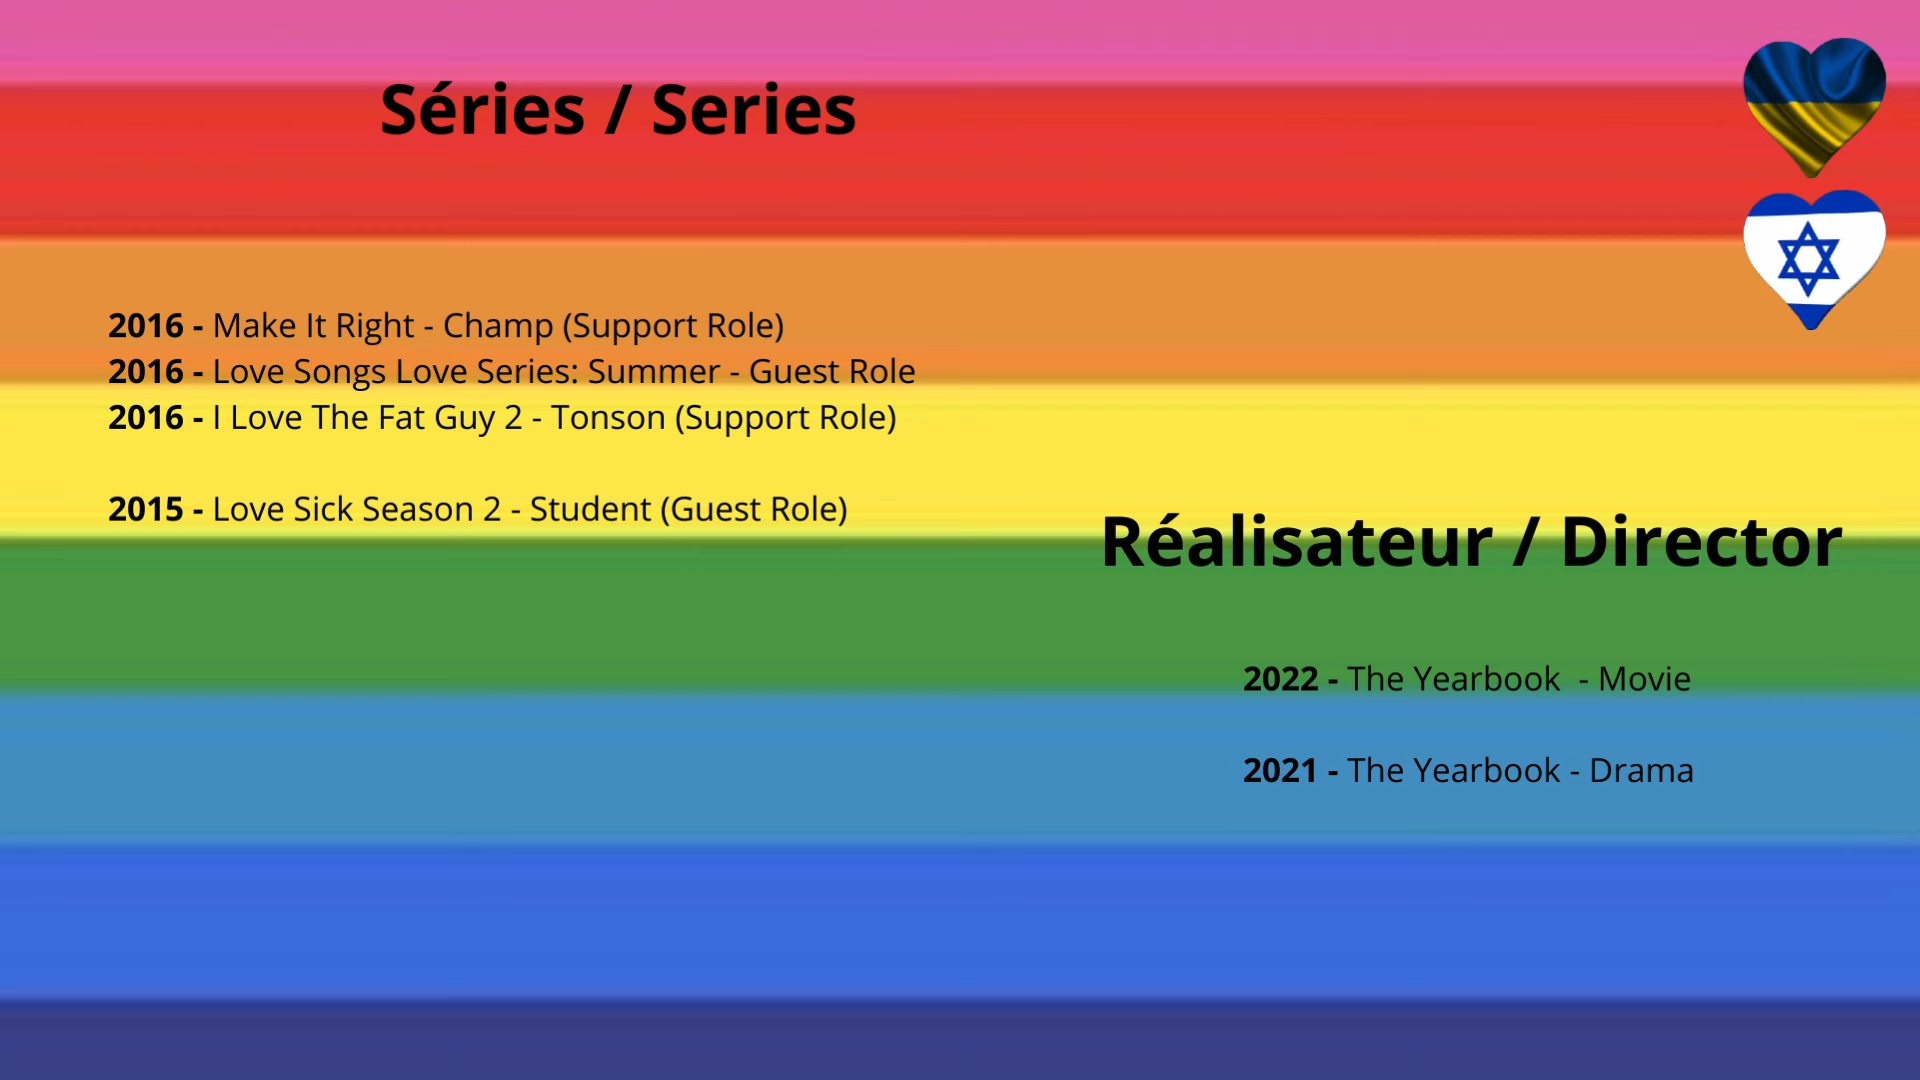 Séries / Series
2016 - Make It Right - Champ (Support Role)
2016 - Love Songs Love Series: Summer - Guest Role
2016 - I Love The Fat Guy 2 - Tonson (Support Role)
2015 - Love Sick Season 2 - Student (Guest Role)
Réalisateur / Director
2022 - The Yearbook  - Movie
2021 - The Yearbook - Drama